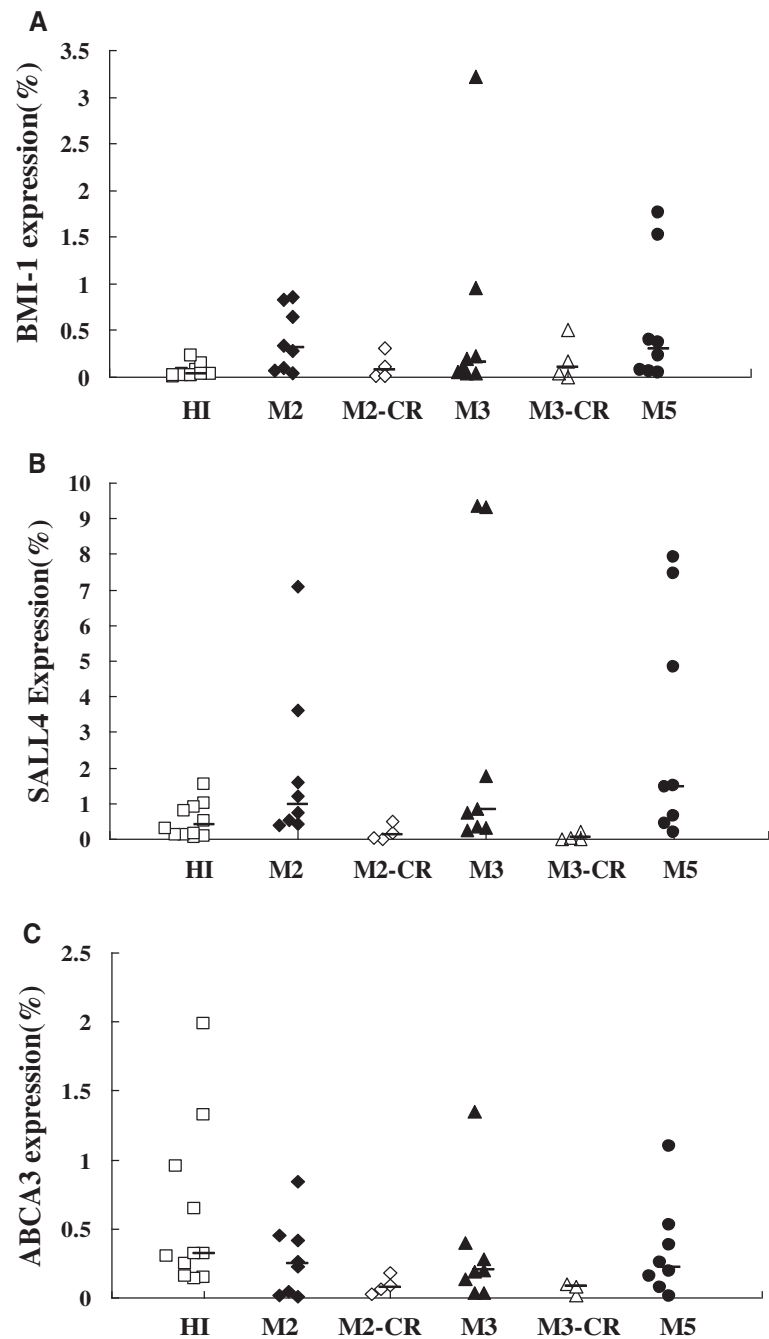 A
BMI-1 expression(%)
3.5
3
2.5
2
1.5
1
0.5
0
HI M2 M2-CR M3 M3-CR M5
B
SALL4 Expression(%)
10
9
8
7
6
5
4
3
2
1
0
HI M2 M2-CR M3 M3-CR M5
C
ABCA3 expression(%)
2.5
2
1.5
1
0.5
0
HI M2 M2-CR M3 M3-CR M5